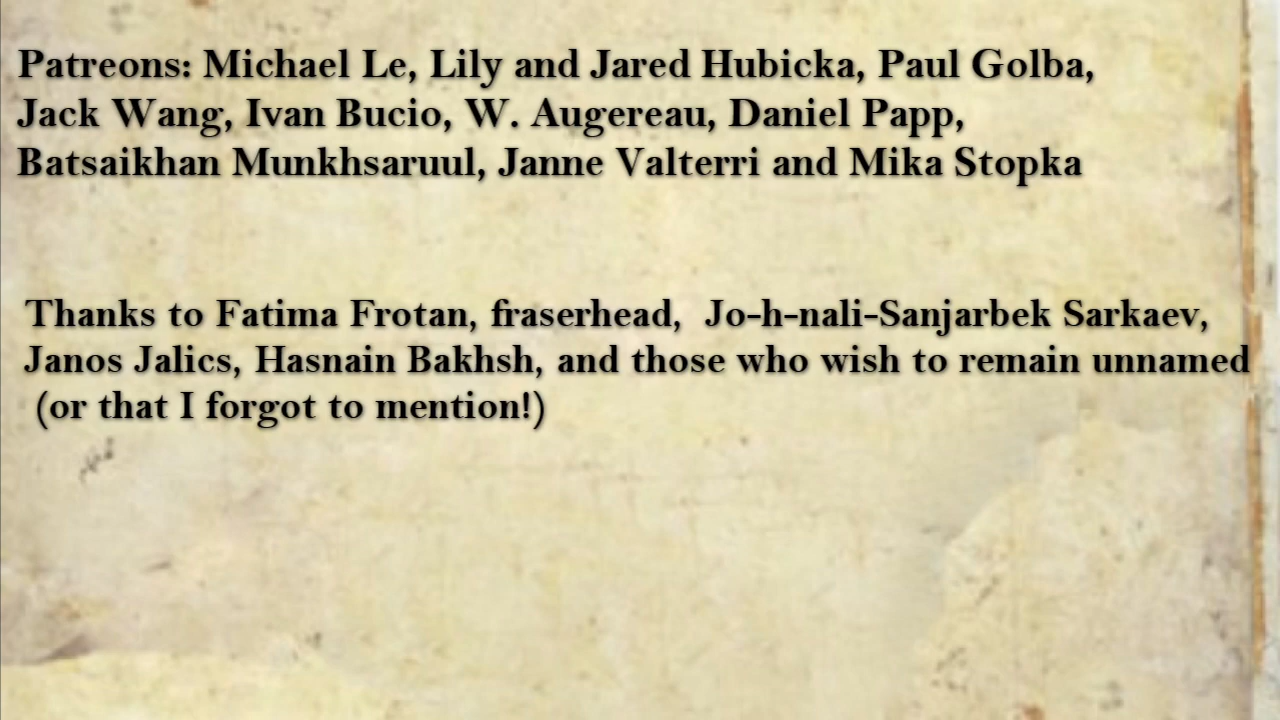 Patreons: Michael Le, Lily and Jared Hubicka, Paul Golba,
Jack Wang, Ivan Bucio, W. Augereau, Daniel Papp,
Batsaikhan Munkhsaruul, Janne Valterri and Mika Stopka
Thanks to Fatima Frotan, fraserhead,  Jo-h-nali-Sanjarbek Sarkaev,
Janos Jalics, Hasnain Bakhsh, and those who wish to remain unnamed
(or that I forgot to mention!)